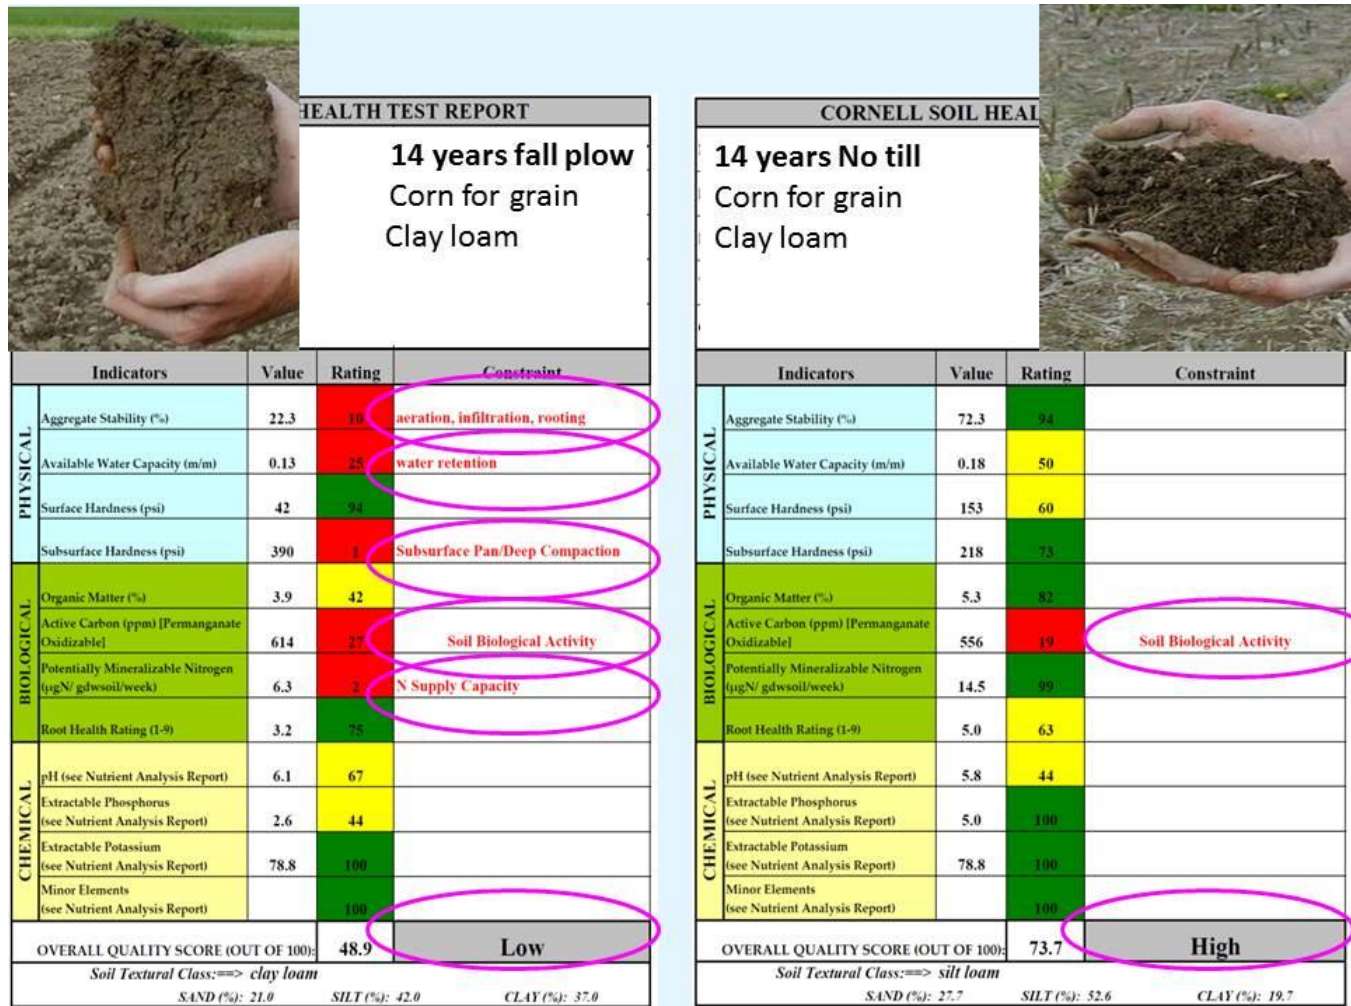 HEALTH TEST REPORT
14 years fall plow
Corn for grain
Clay loam
Indicators Value Rating Constraint
PHYSICAL
Aggregate Stability (%) 22.3 10 aeration, infiltration, rooting
Available Water Capacity (m/m) 0.13 25 water retention
Surface Hardness (psi) 42 94
Subsurface Hardness (psi) 390 1 Subsurface Pan/Deep Compaction
BIOLOGICAL
Organic Matter (%) 3.9 42
Active Carbon (ppm) [Permanganate
Oxidizable] 614 27 Soil Biological Activity
Potentially Mineralizable Nitrogen
(µgN/ gdwsoil/week) 6.3 2 N Supply Capacity
Root Health Rating (1-9) 3.2 75
CHEMICAL
pH (see Nutrient Analysis Report) 6.1 67
Extractable Phosphorus
(see Nutrient Analysis Report) 2.6 44
Extractable Potassium
(see Nutrient Analysis Report) 78.8 100
Minor Elements
(see Nutrient Analysis Report) 100
OVERALL QUALITY SCORE (OUT OF 100): 48.9 Low
Soil Textural Class:==> clay loam
SAND (%): 21.0 SILT (%): 42.0 CLAY (%): 37.0
CORNELL SOIL HEAL
14 years No till
Corn for grain
Clay loam
Indicators Value Rating Constraint
PHYSICAL
Aggregate Stability (%) 72.3 94
Available Water Capacity (m/m) 0.18 50
Surface Hardness (psi) 153 60
Subsurface Hardness (psi) 218 73
BIOLOGICAL
Organic Matter (%) 5.3 82
Active Carbon (ppm) [Permanganate
Oxidizable] 556 19 Soil Biological Activity
Potentially Mineralizable Nitrogen
(µgN/ gdwsoil/week) 14.5 99
Root Health Rating (1-9) 5.0 63
CHEMICAL
pH (see Nutrient Analysis Report) 5.8 44
Extractable Phosphorus
(see Nutrient Analysis Report) 5.0 100
Extractable Potassium
(see Nutrient Analysis Report) 78.8 100
Minor Elements
(see Nutrient Analysis Report) 100
OVERALL QUALITY SCORE (OUT OF 100): 73.7 High
Soil Textural Class:==> silt loam
SAND (%): 27.7 SILT (%): 52.6 CLAY (%): 19.7